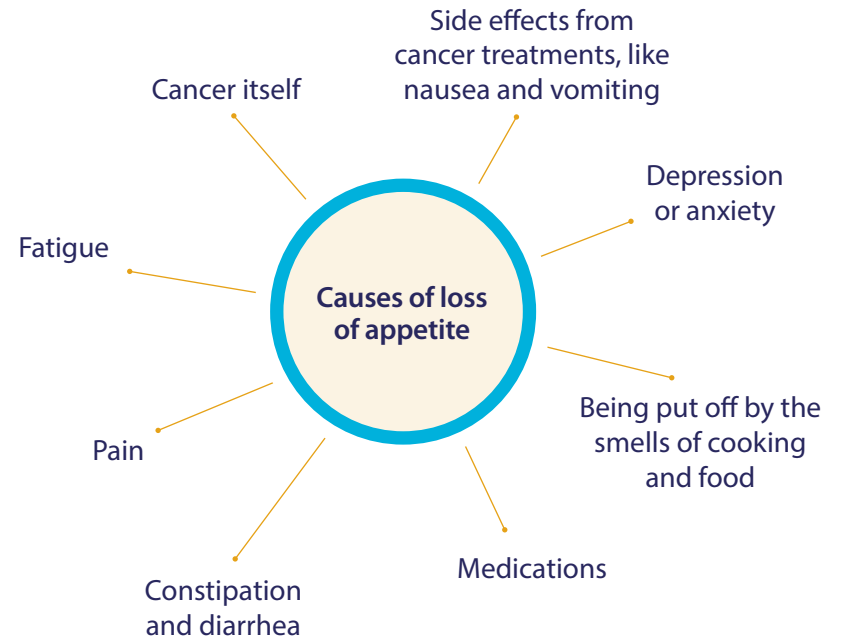 Side effects from
cancer treatments, like
nausea and vomiting
Cancer itself
Depression
or anxiety
Fatigue
Causes of loss
of appetite
Being put off by the
smells of cooking
and food
Pain
Medications
Constipation
and diarrhea